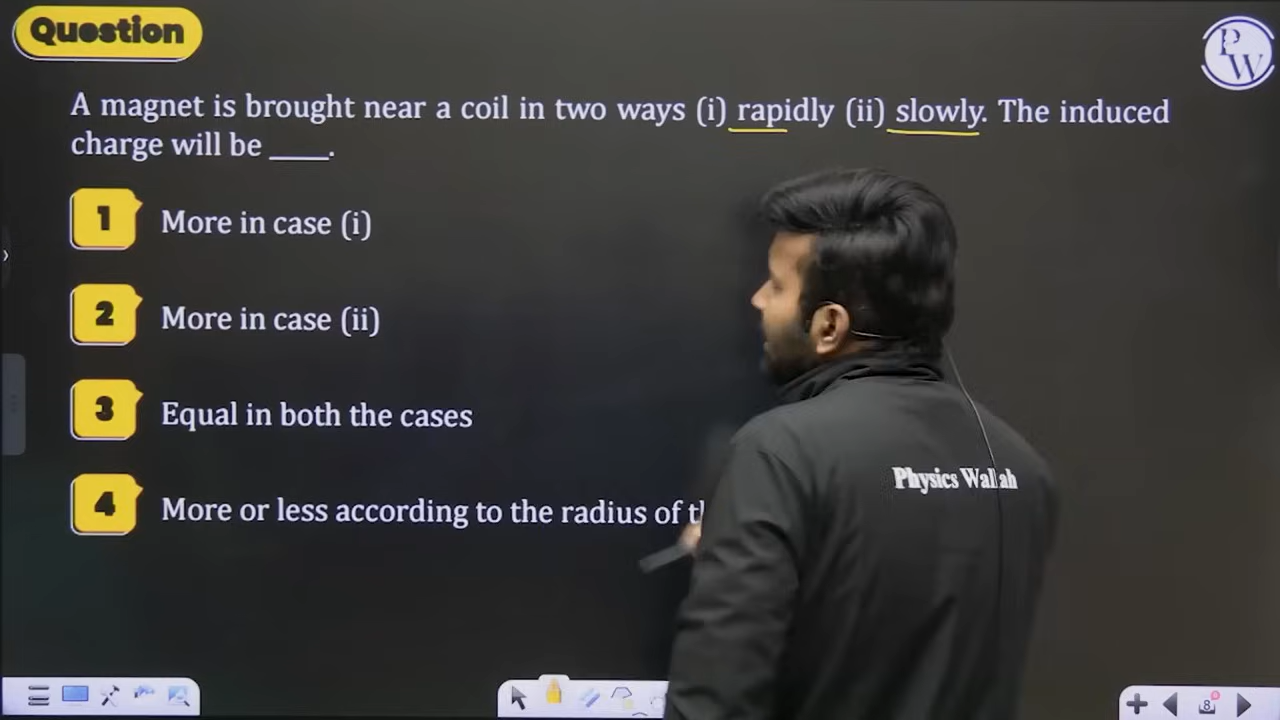 Question
PW
A magnet is brought near a coil in two ways (i) rapidly (ii) slowly. The induced
charge will be ____.
1 More in case (i)
2 More in case (ii)
3 Equal in both the cases
4 More or less according to the radius of
Physics Wallah
8